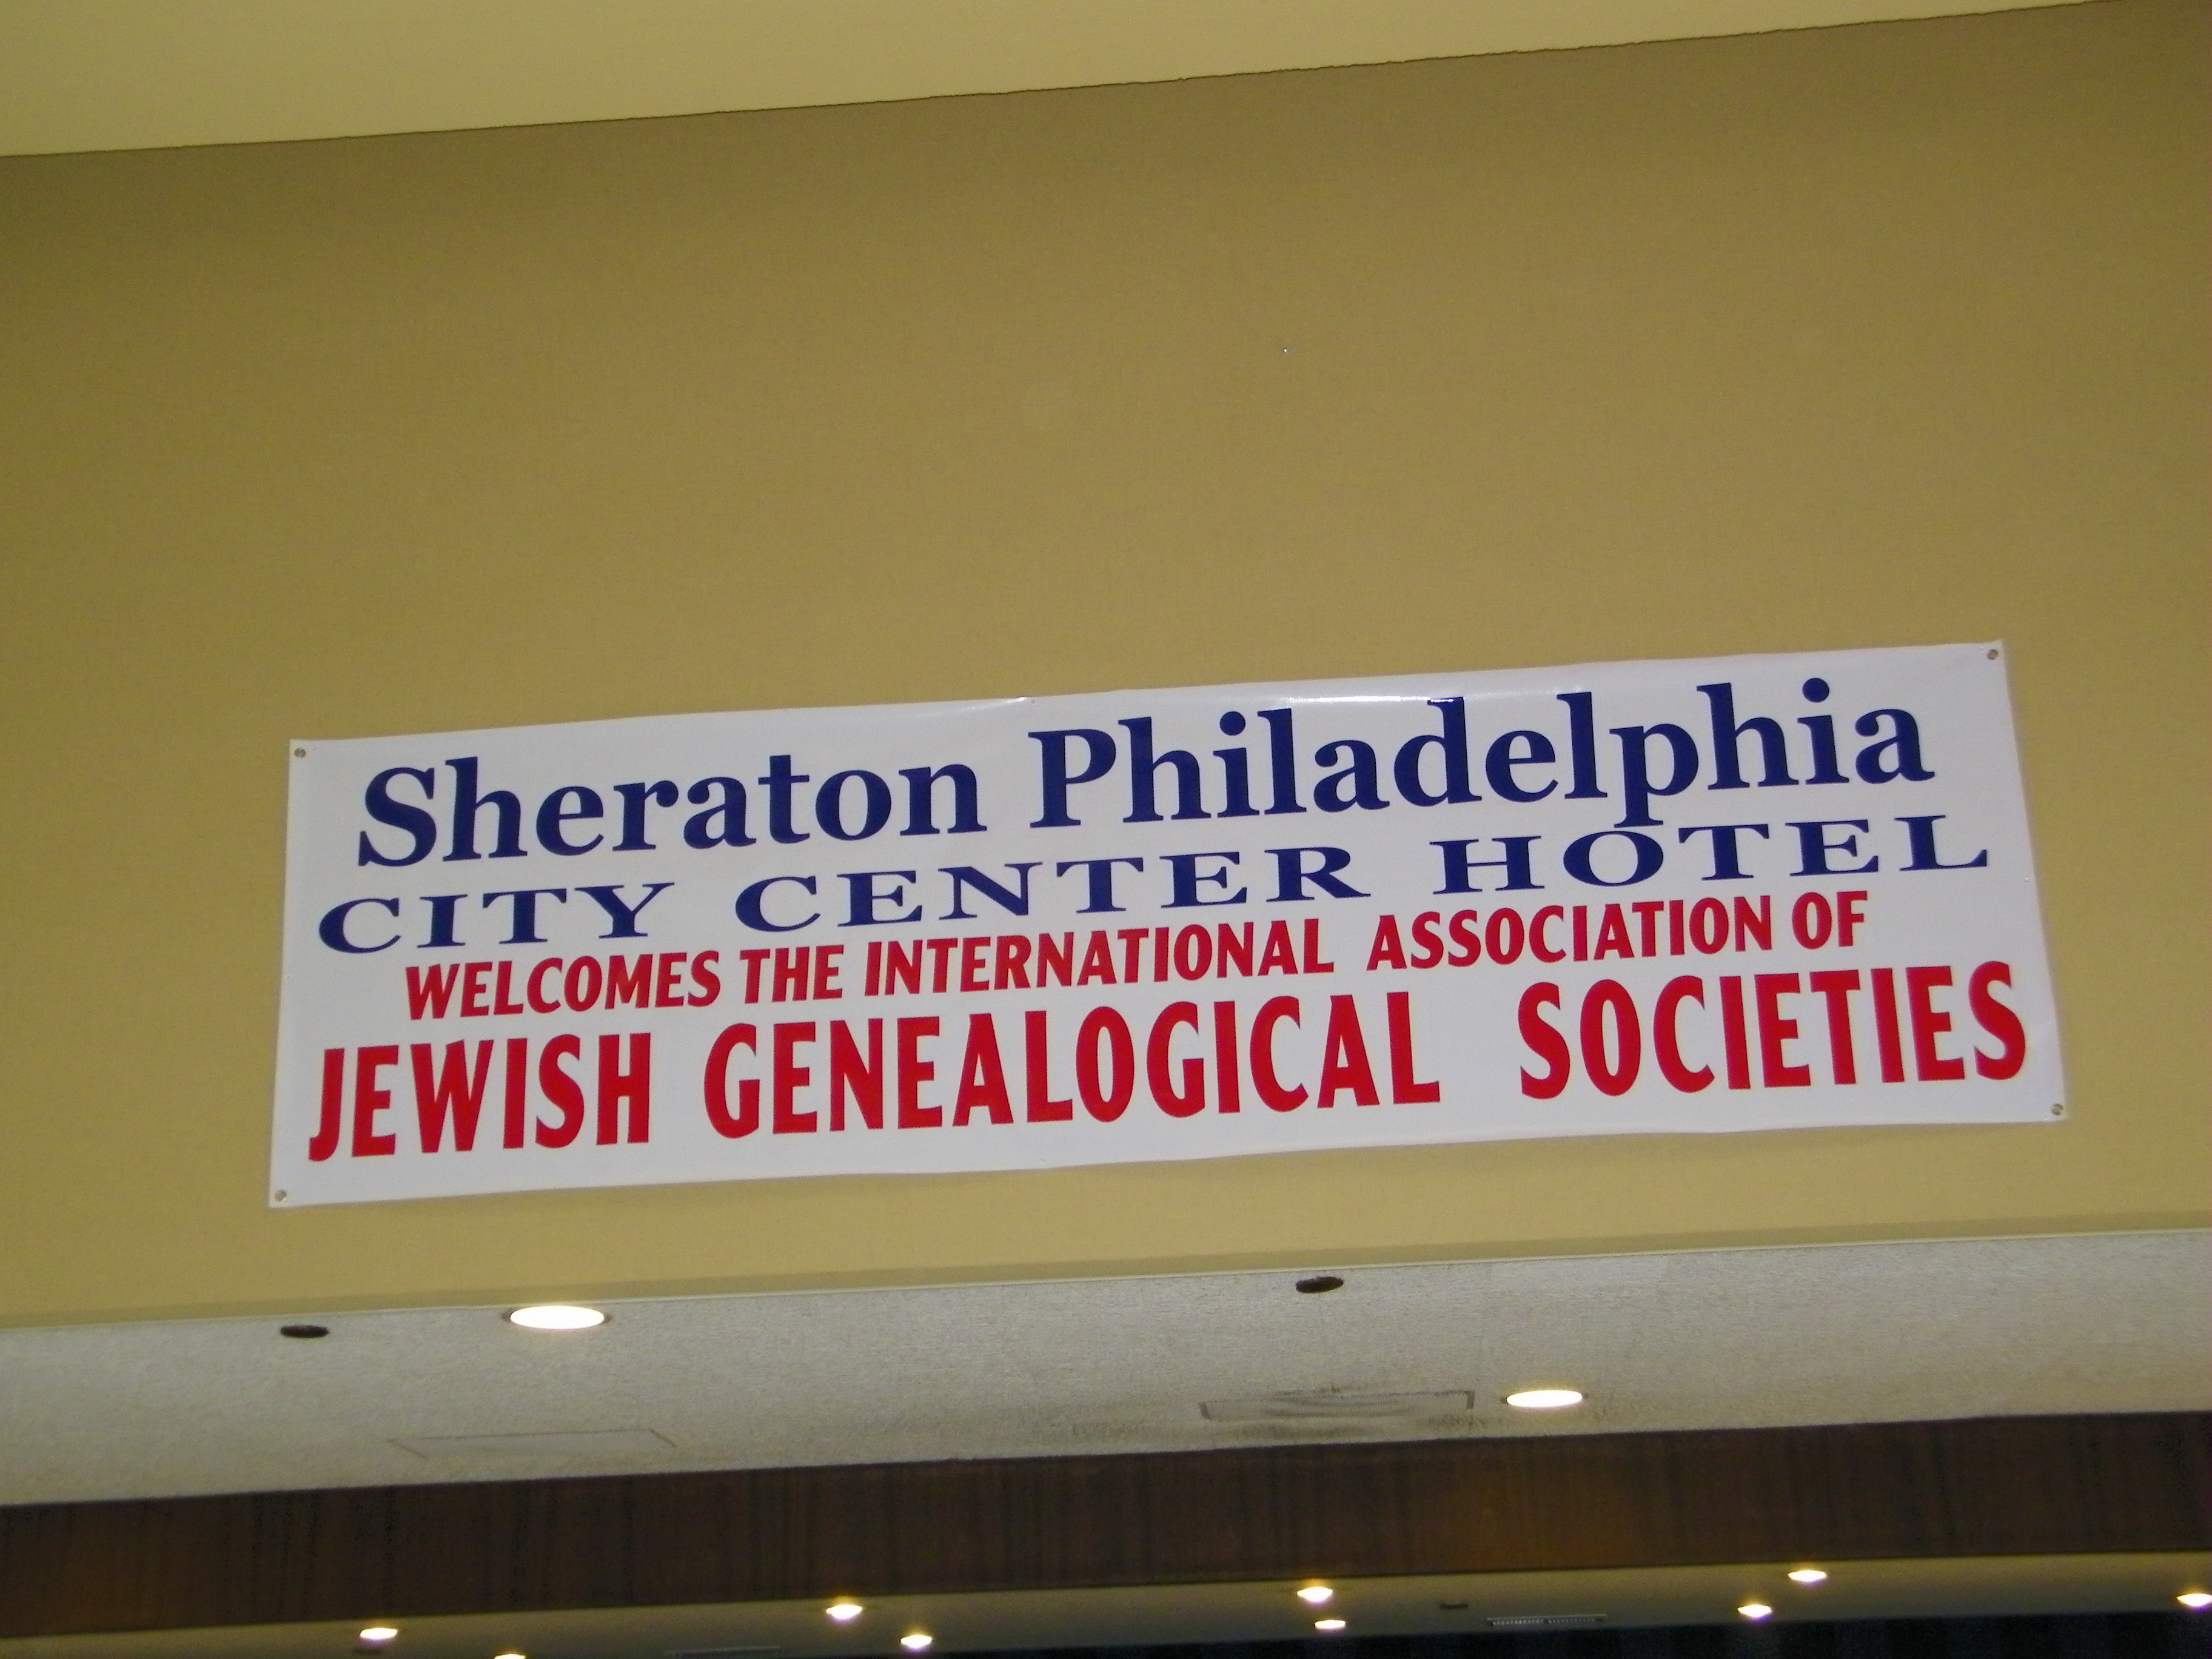 Sheraton Philadelphia
CITY CENTER HOTEL
WELCOMES THE INTERNATIONAL ASSOCIATION OF
JEWISH GENEALOGICAL SOCIETIES